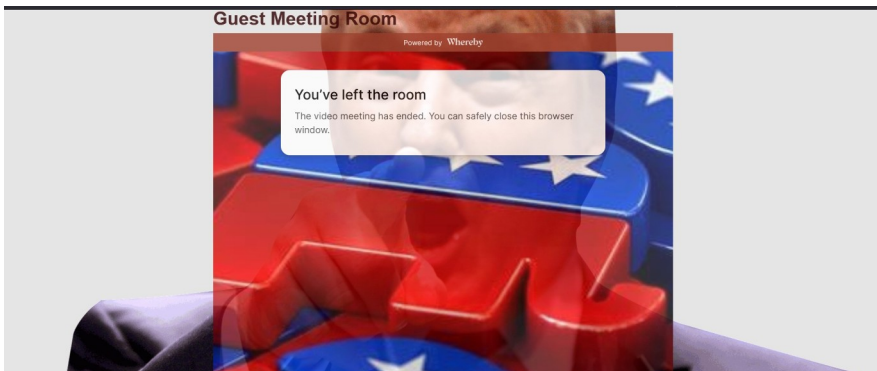 Guest Meeting Room
Powered by Whereby
You’ve left the room
The video meeting has ended. You can safely close this browser
window.